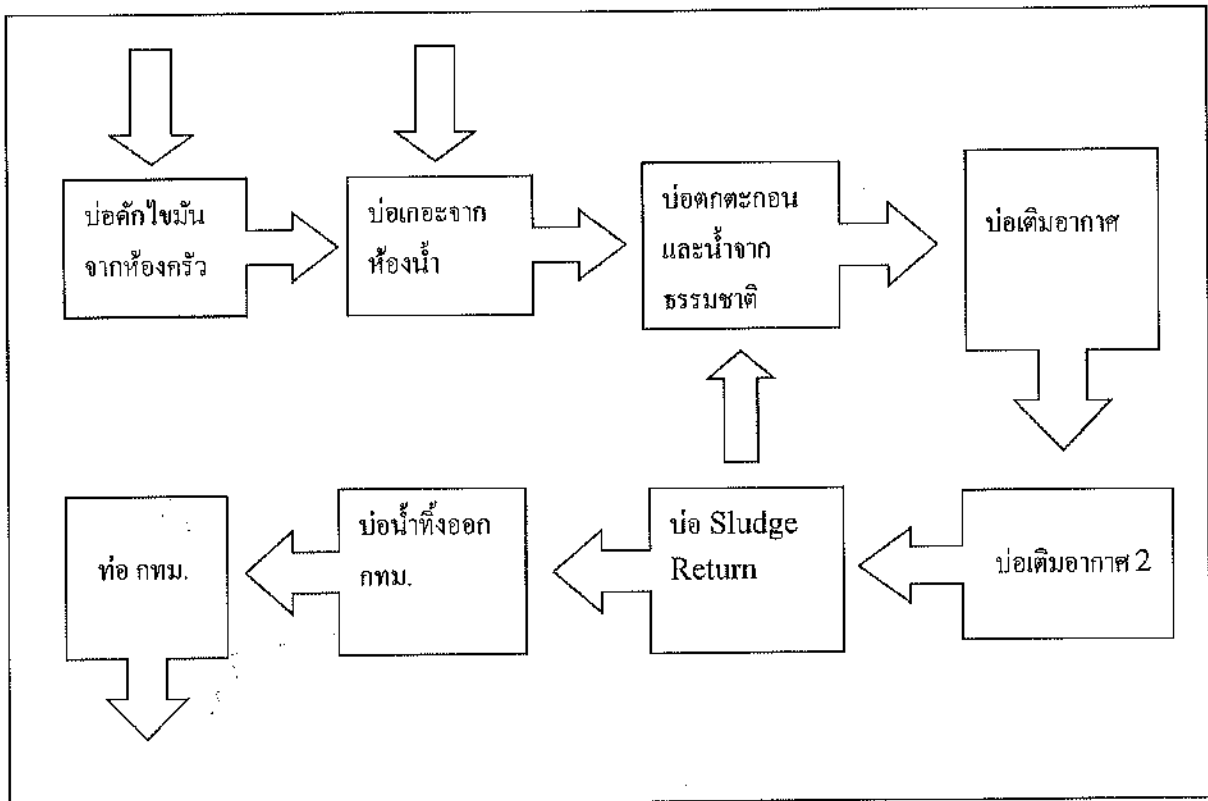 บ่อดักไขมัน
จากห้องครัว
บ่อเกอะจาก
ห้องน้ำ
บ่อตกตะกอน
และน้ำจาก
ธรรมชาติ
บ่อเติมอากาศ
ท่อ กทม.
บ่อน้ำทิ้งออก
กทม.
บ่อ Sludge
Return
บ่อเติมอากาศ 2